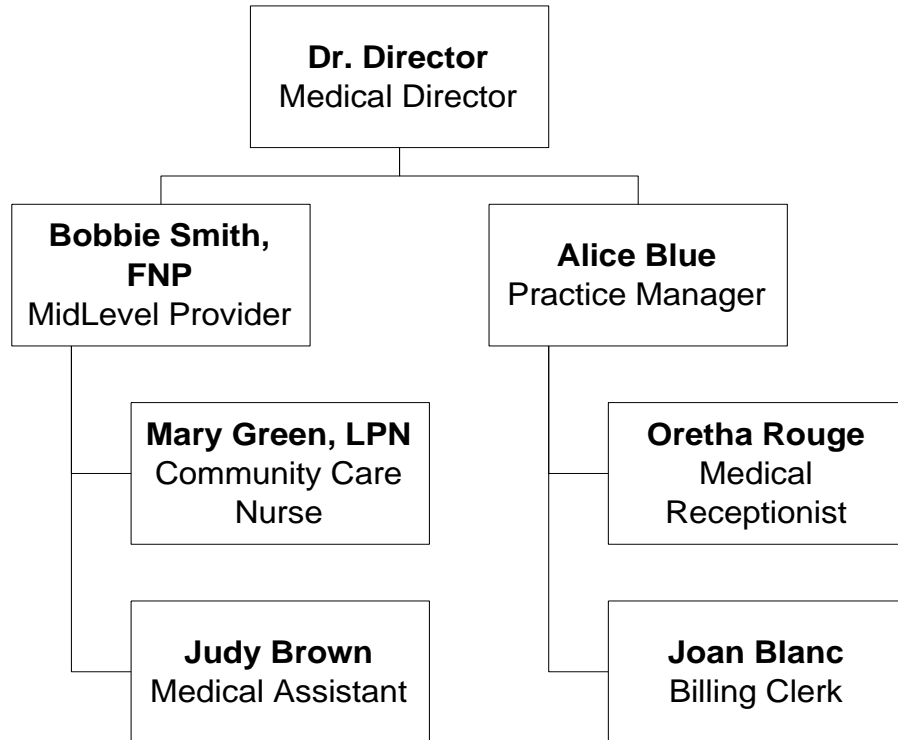 Dr. Director
Medical Director
Bobbie Smith,
FNP
MidLevel Provider
Alice Blue
Practice Manager
Mary Green, LPN
Community Care
Nurse
Oretha Rouge
Medical
Receptionist
Judy Brown
Medical Assistant
Joan Blanc
Billing Clerk